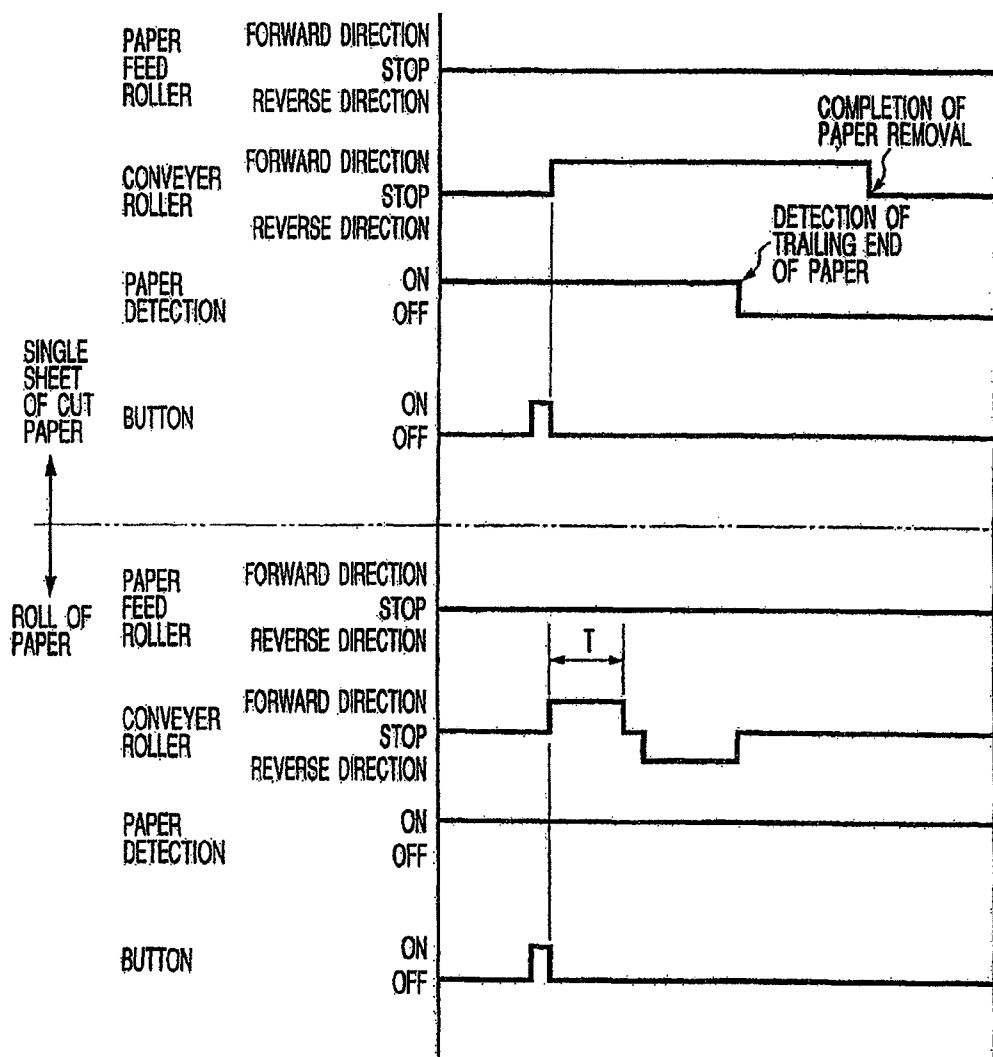 PAPER
FEED
ROLLER
FORWARD DIRECTION
STOP
REVERSE DIRECTION
COMPLETION OF
PAPER REMOVAL
CONVEYER
ROLLER
FORWARD DIRECTION
STOP
REVERSE DIRECTION
DETECTION OF
TRAILING END
OF PAPER
PAPER
DETECTION
ON
OFF
SINGLE
SHEET
OF CUT
PAPER
BUTTON
ON
OFF
ROLL OF
PAPER
PAPER
FEED
ROLLER
FORWARD DIRECTION
STOP
REVERSE DIRECTION
T
CONVEYER
ROLLER
FORWARD DIRECTION
STOP
REVERSE DIRECTION
PAPER
DETECTION
ON
OFF
BUTTON
ON
OFF